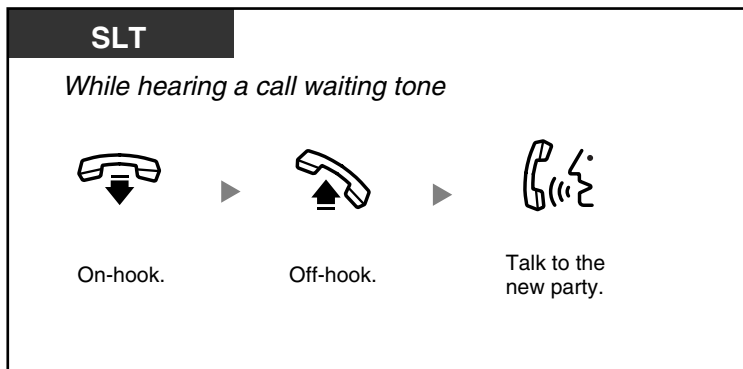 SLT
While hearing a call waiting tone
On-hook.
Off-hook.
Talk to the
new party.